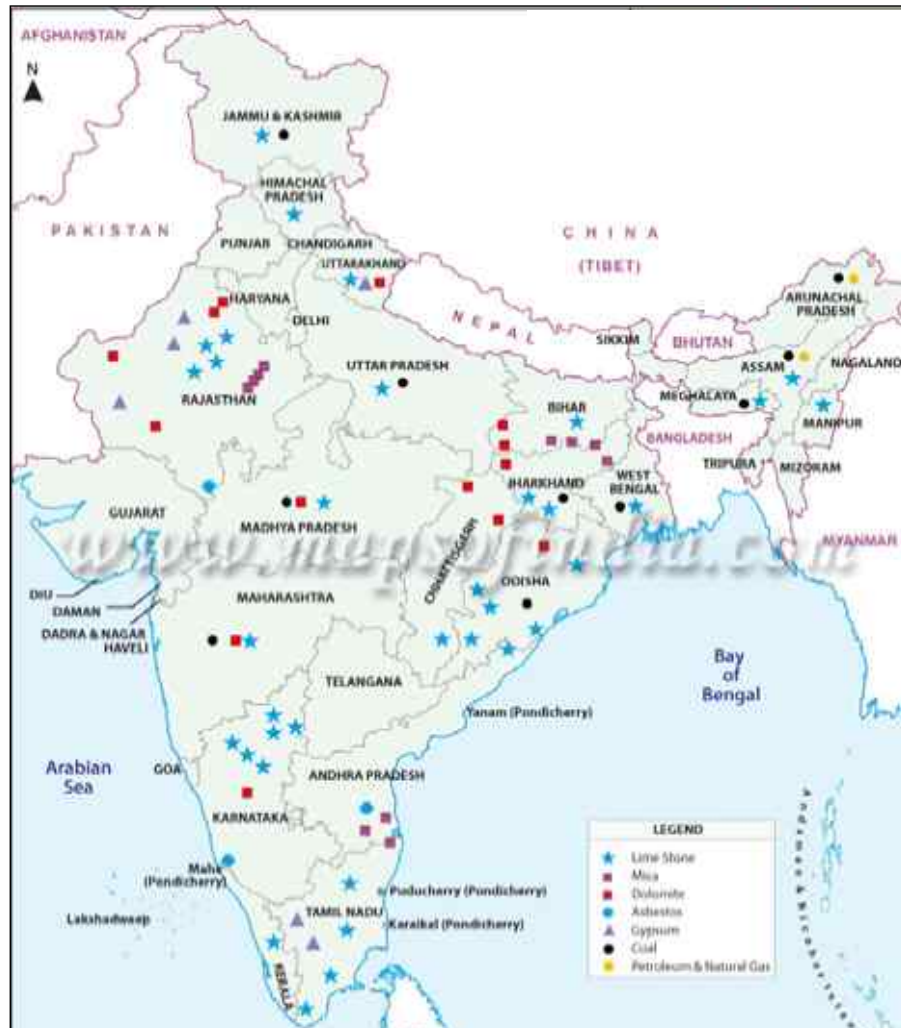 AFGHANISTAN
N
JAMMU & KASHMIR
HIMACHAL
PRADESH
PAKISTAN
PUNJAB
CHANDIGARH
UTTARAKHAND
CHINA
(TIBET)
HARYANA
DELHI
NEPAL
SIKKIM
BHUTAN
ARUNACHAL
PRADESH
ASSAM
NAGALAND
RAJASTHAN
UTTAR PRADESH
BIHAR
MEGHALAYA
MANIPUR
BANGLADESH
TRIPURA
MIZORAM
GUJARAT
MADHYA PRADESH
JHARKHAND
WEST
BENGAL
MYANMAR
www.mapsofindia.com
CHHATTISGARH
ODISHA
DIU
DAMAN
DADRA & NAGAR
HAVELI
MAHARASHTRA
TELANGANA
Bay
of
Bengal
Yanam (Pondicherry)
Arabian
Sea
GOA
ANDHRA PRADESH
KARNATAKA
Mahe
(Pondicherry)
Puducherry (Pondicherry)
Lakshadweep
TAMIL NADU
Karaikal (Pondicherry)
KERALA
LEGEND
Lime Stone
Mica
Dolomite
Asbestos
Gypsum
Coal
Petroleum & Natural Gas